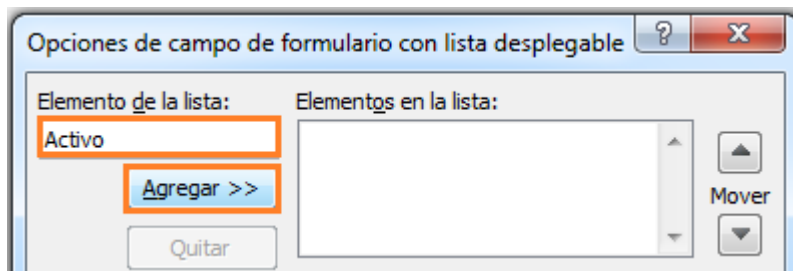 Opciones de campo de formulario con lista desplegable
Elemento de la lista: Elementos en la lista:
Activo
Agregar >>
Mover
Quitar